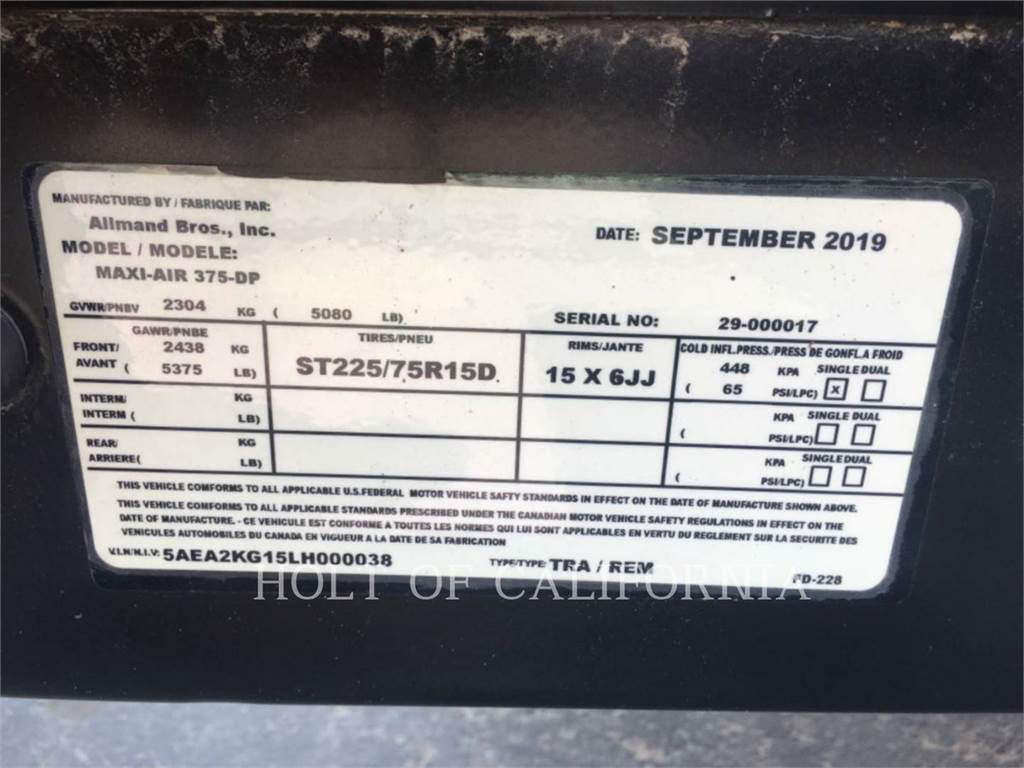 MANUFACTURED BY / FABRIQUE PAR:
Allmand Bros., Inc.
DATE: SEPTEMBER 2019
MODEL / MODELE:
MAXI-AIR 375-DP
GVWR/PNBV 2304 KG ( 5080 LB)
SERIAL NO: 29-000017
GAWR/PNBE TIRES/PNEU RIMS/JANTE COLD INFL.PRESS./PRESS DE GONFL.A FROID
FRONT/ 2438 KG ST225/75R15D 15 X 6JJ 448 KPA SINGLE DUAL
AVANT ( 5375 LB) ( 65 PSI/LPC) X
INTERM/ KG KPA SINGLE DUAL
INTERM ( LB) ( PSI/LPC)
REAR/ KG KPA SINGLE DUAL
ARRIERE( LB) ( PSI/LPC)
THIS VEHICLE COMFORMS TO ALL APPLICABLE U.S.FEDERAL MOTOR VEHICLE SAFTY STANDARDS IN EFFECT ON THE DATE OF MANUFACTURE SHOWN ABOVE.
THIS VEHICLE COMFORMS TO ALL APPLICABLE STANDARDS PRESCRIBED UNDER THE CANADIAN MOTOR VEHICLE SAFETY REGULATIONS IN EFFECT ON THE
DATE OF MANUFACTURE. - CE VEHICULE EST CONFORME A TOUTES LES NORMES QUI LUI SONT APPLICABLES EN VERTU DU REGLEMENT SUR LA SECURITE DES
VEHICULES AUTOMOBILES DU CANADA EN VIGUEUR A LA DATE DE SA FABRICATION
V.I.N/N.I.V: 5AEA2KG15LH000038 TYPE/TYPE: TRA / REM FD-228
HOLT OF CALIFORNIA